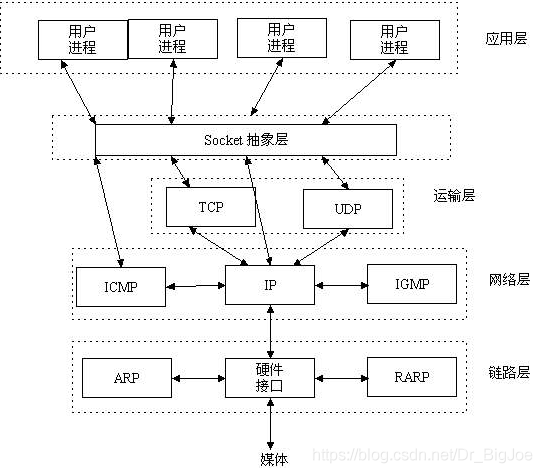 用户
进程
用户
进程
用户
进程
用户
进程
应用层
Socket 抽象层
运输层
TCP
UDP
网络层
ICMP
IP
IGMP
链路层
ARP
硬件
接口
RARP
媒体
https://blog.csdn.net/Dr_BigJoe